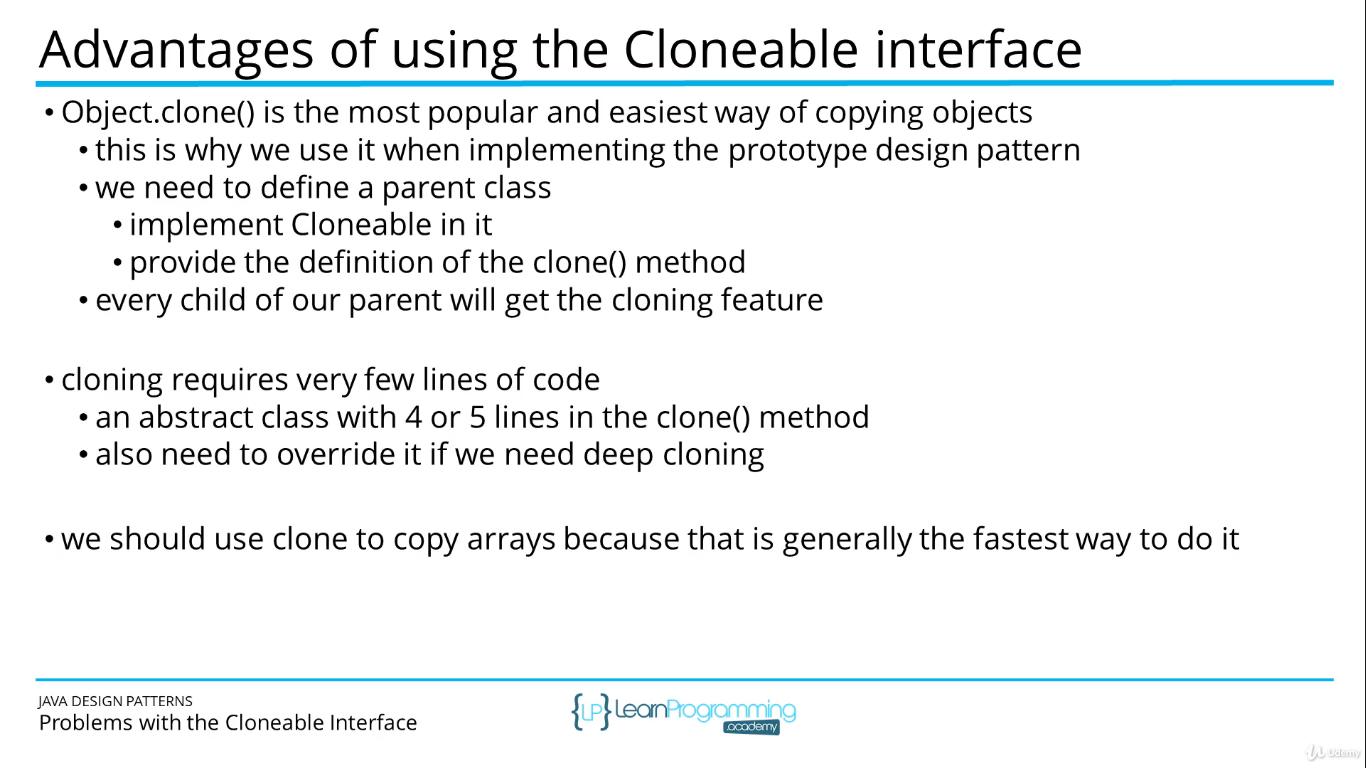 Advantages of using the Cloneable interface
• Object.clone() is the most popular and easiest way of copying objects
• this is why we use it when implementing the prototype design pattern
• we need to define a parent class
• implement Cloneable in it
• provide the definition of the clone() method
• every child of our parent will get the cloning feature
• cloning requires very few lines of code
• an abstract class with 4 or 5 lines in the clone() method
• also need to override it if we need deep cloning
• we should use clone to copy arrays because that is generally the fastest way to do it
JAVA DESIGN PATTERNS
Problems with the Cloneable Interface
{LP} LearnProgramming
.academy
Udemy